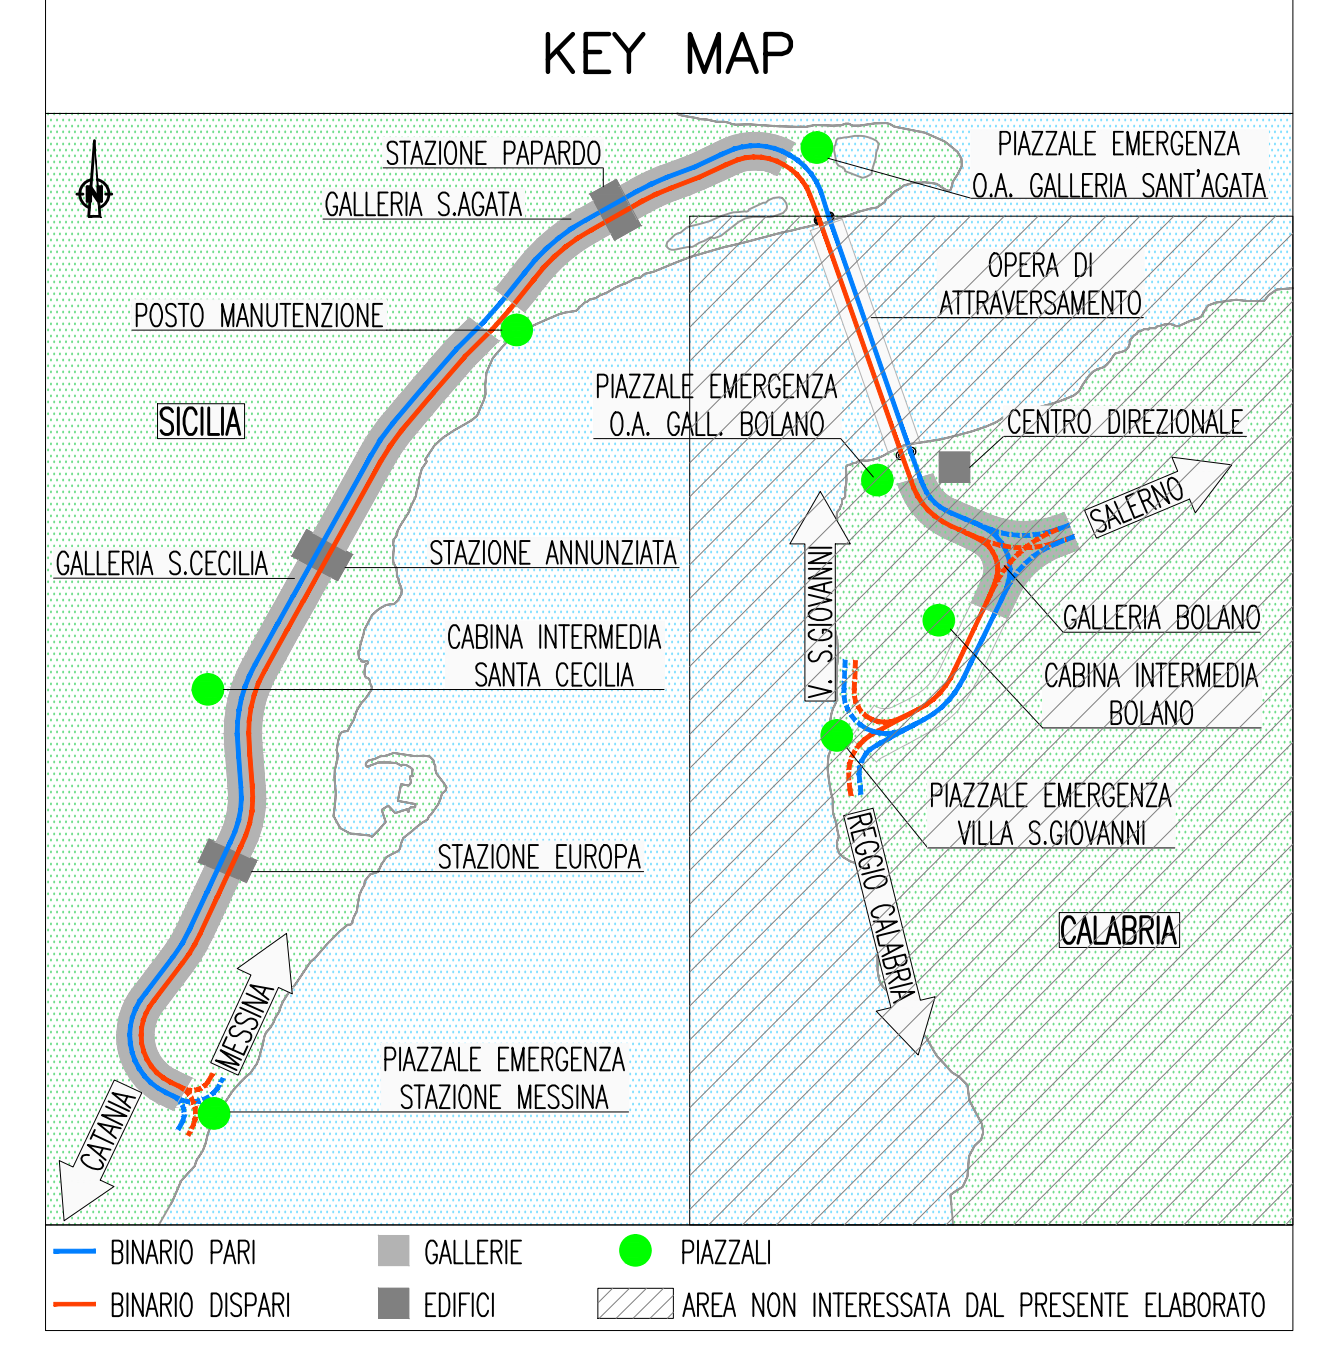 KEY MAP
STAZIONE PAPARDO
GALLERIA S.AGATA
PIAZZALE EMERGENZA
O.A. GALLERIA SANT'AGATA
N
OPERA DI
ATTRAVERSAMENTO
POSTO MANUTENZIONE
SICILIA
PIAZZALE EMERGENZA
O.A. GALL. BOLANO
CENTRO DIREZIONALE
SALERNO
GALLERIA S.CECILIA
STAZIONE ANNUNZIATA
V. S.GIOVANNI
GALLERIA BOLANO
CABINA INTERMEDIA
SANTA CECILIA
CABINA INTERMEDIA
BOLANO
PIAZZALE EMERGENZA
VILLA S.GIOVANNI
STAZIONE EUROPA
REGGIO CALABRIA
CALABRIA
MESSINA
PIAZZALE EMERGENZA
STAZIONE MESSINA
CATANIA
BINARIO PARI
GALLERIE
PIAZZALI
BINARIO DISPARI
EDIFICI
AREA NON INTERESSATA DAL PRESENTE ELABORATO